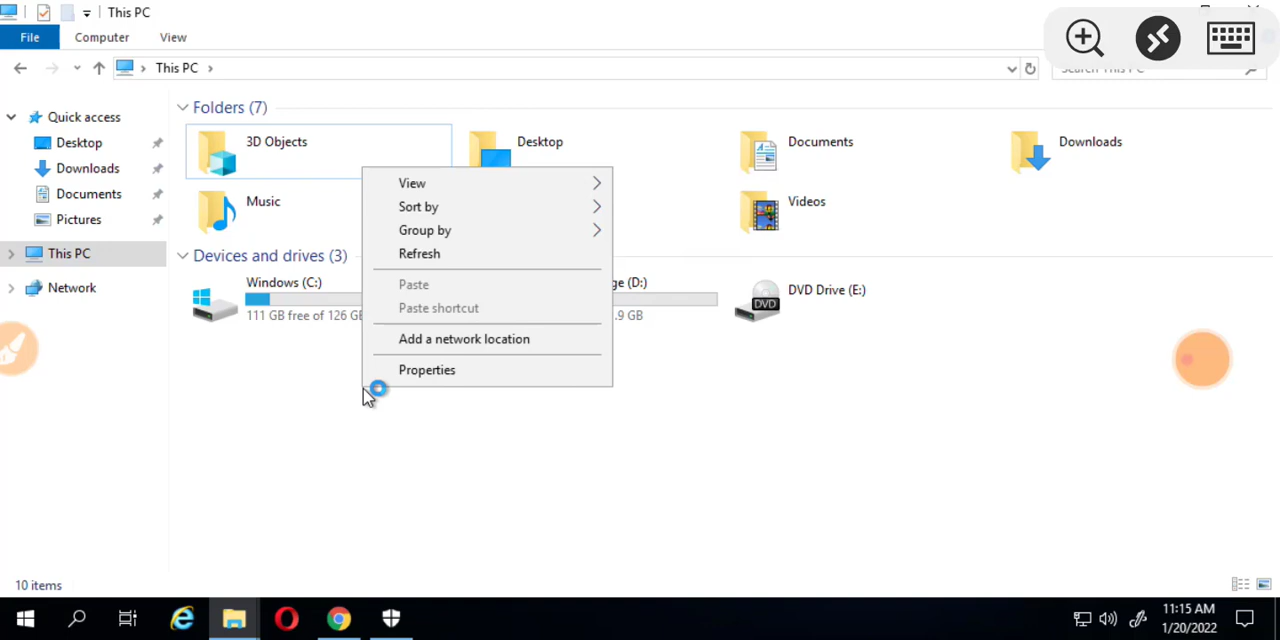 This PC
File Computer View
This PC
Search This PC
Quick access
Desktop
Downloads
Documents
Pictures
This PC
Network
Folders (7)
3D Objects
Desktop
Documents
Downloads
Music
Videos
Devices and drives (3)
Windows (C:)
111 GB free of 126 GB
ge (D:)
.9 GB
DVD Drive (E:)
DVD
View
Sort by
Group by
Refresh
Paste
Paste shortcut
Add a network location
Properties
10 items
11:15 AM
1/20/2022